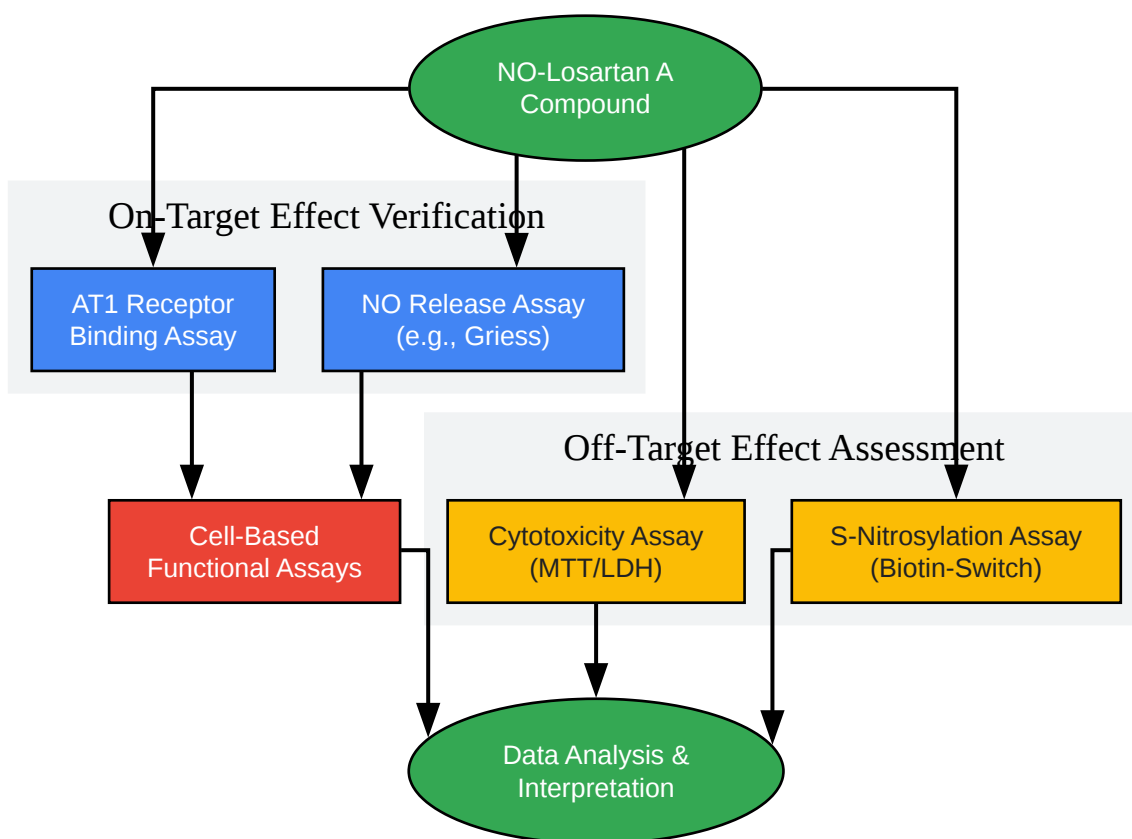 NO-Losartan A
Compound
On-Target Effect Verification
AT1 Receptor
Binding Assay
NO Release Assay
(e.g., Griess)
Off-Target Effect Assessment
Cell-Based
Functional Assays
Cytotoxicity Assay
(MTT/LDH)
S-Nitrosylation Assay
(Biotin-Switch)
Data Analysis &
Interpretation